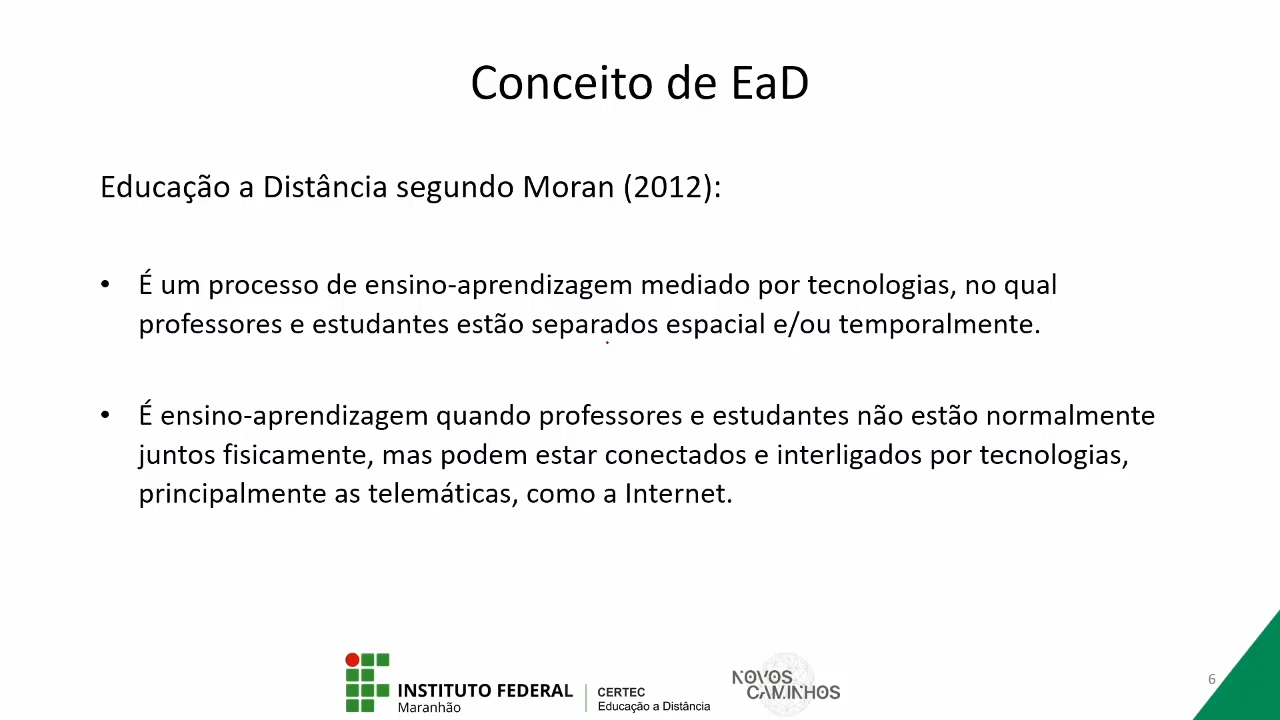 Conceito de EaD
Educação a Distância segundo Moran (2012):
• É um processo de ensino-aprendizagem mediado por tecnologias, no qual
professores e estudantes estão separados espacial e/ou temporalmente.
• É ensino-aprendizagem quando professores e estudantes não estão normalmente
juntos fisicamente, mas podem estar conectados e interligados por tecnologias,
principalmente as telemáticas, como a Internet.
INSTITUTO FEDERAL
Maranhão
CERTEC
Educação a Distância
NOVOS
CAMINHOS
6